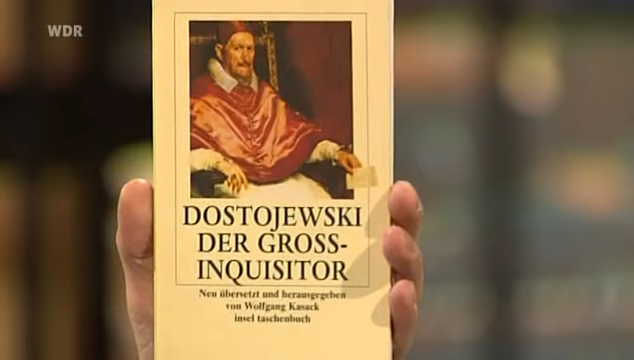 WDR
DOSTOJEWSKI
DER GROSS-
INQUISITOR
Neu übersetzt und herausgegeben
von Wolfgang Kasack
insel taschenbuch